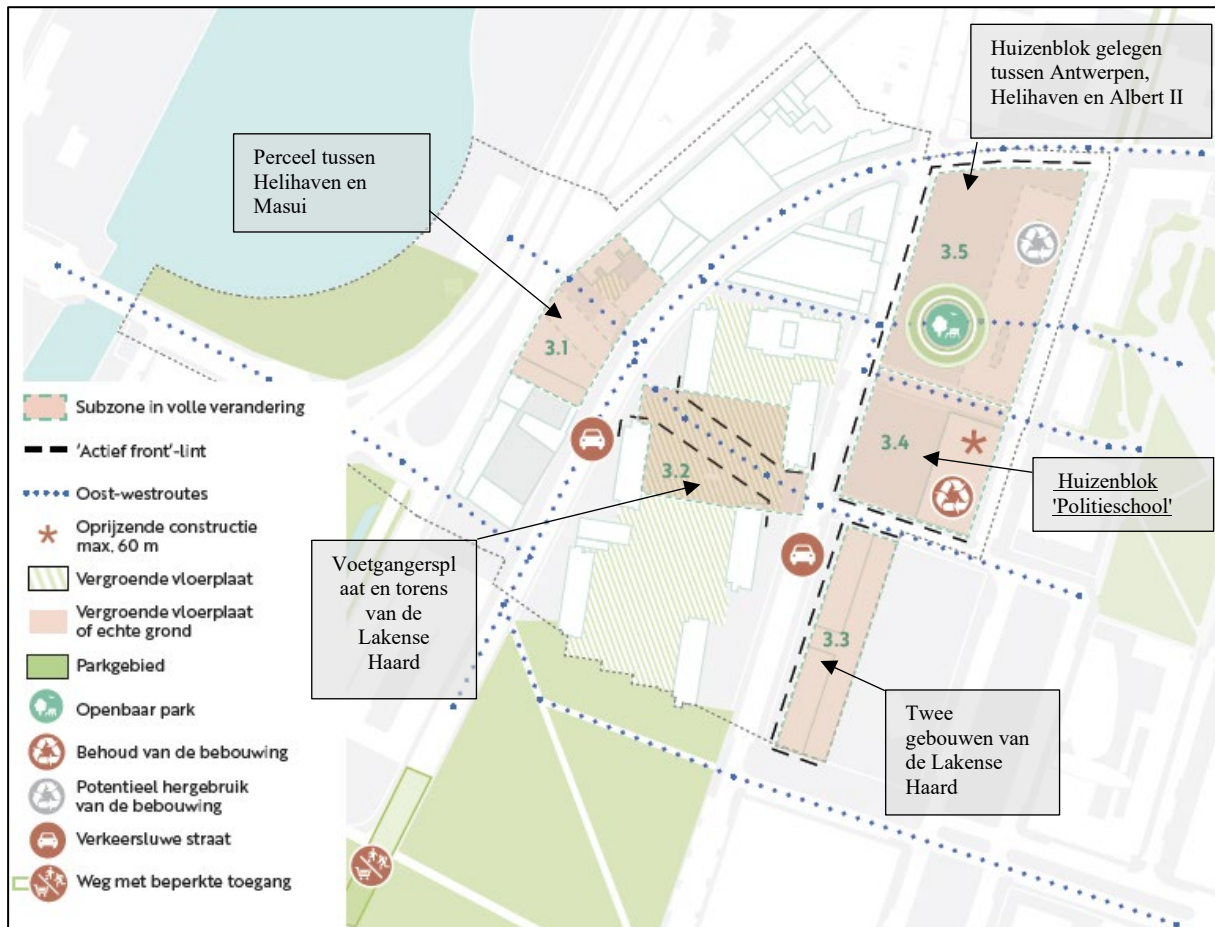 Huizenblok gelegen
tussen Antwerpen,
Helihaven en Albert II
Perceel tussen
Helihaven en
Masui
3.5
3.1
3.4
3.2
Huizenblok
'Politieschool'
Voetgangerspl
aat en torens
van de
Lakense
Haard
3.3
Twee
gebouwen van
de Lakense
Haard
Subzone in volle verandering
'Actief front'-lint
Oost-westroutes
Oprijzende constructie
max. 60 m
Vergroende vloerplaat
Vergroende vloerplaat
of echte grond
Parkgebied
Openbaar park
Behoud van de bebouwing
Potentieel hergebruik
van de bebouwing
Verkeersluwe straat
Weg met beperkte toegang